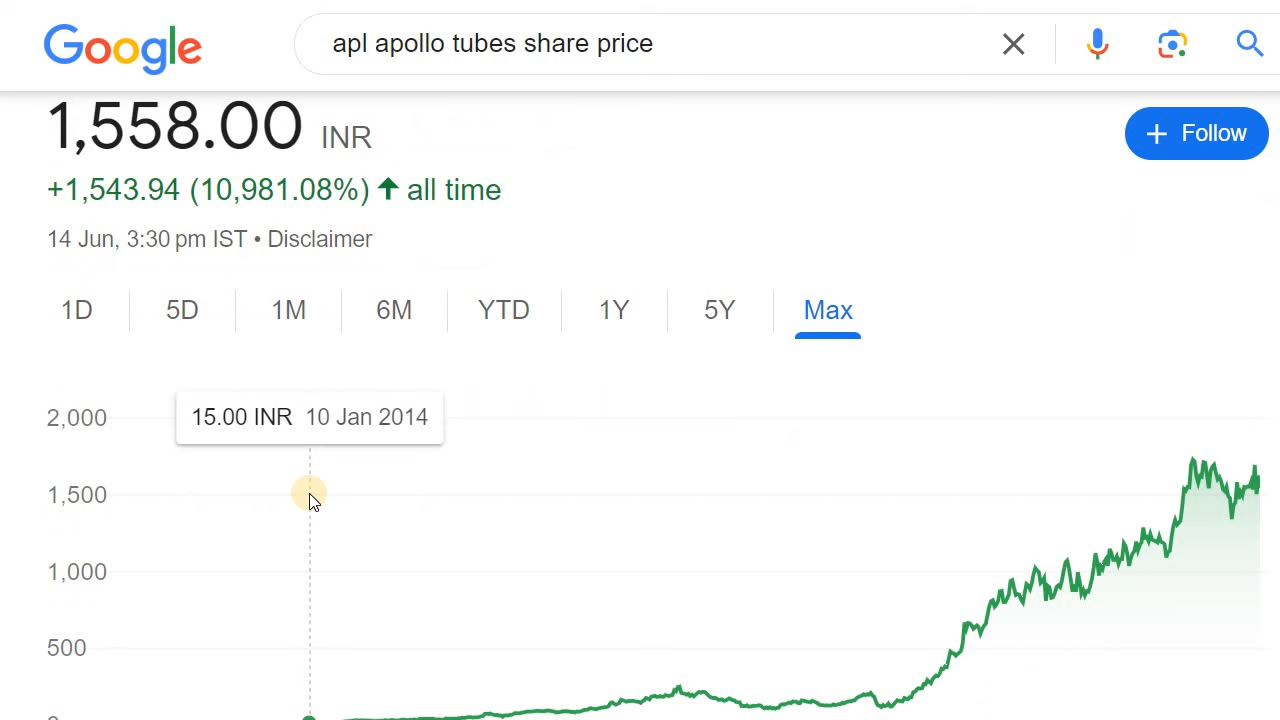 Google
apl apollo tubes share price
1,558.00 INR
+ Follow
+1,543.94 (10,981.08%) ↑ all time
14 Jun, 3:30 pm IST • Disclaimer
1D 5D 1M 6M YTD 1Y 5Y Max
15.00 INR 10 Jan 2014
2,000
1,500
1,000
500